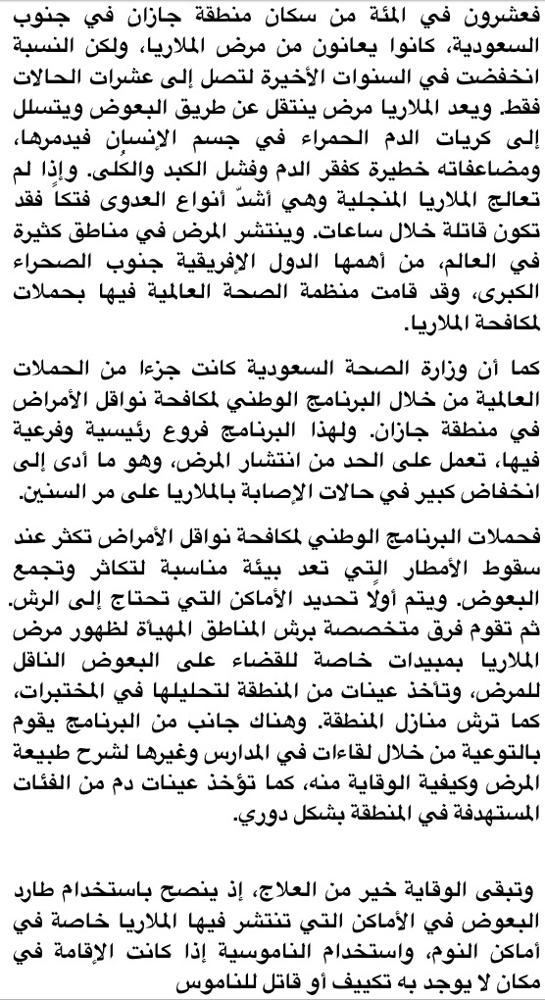 فعشرون في المئة من سكان منطقة جازان في جنوب
السعودية، كانوا يعانون من مرض الملاريا، ولكن النسبة
انخفضت في السنوات الأخيرة لتصل إلى عشرات الحالات
فقط. ويعد الملاريا مرض ينتقل عن طريق البعوض ويتسلل
إلى كريات الدم الحمراء في جسم الإنسان فيدمرها،
ومضاعفاته خطيرة كفقر الدم وفشل الكبد والكُلى. وإذا لم
تعالج الملاريا المنجلية وهي أشدّ أنواع العدوى فتكاً فقد
تكون قاتلة خلال ساعات. وينتشر المرض في مناطق كثيرة
في العالم، من أهمها الدول الإفريقية جنوب الصحراء
الكبرى، وقد قامت منظمة الصحة العالمية فيها بحملات
لمكافحة الملاريا.
كما أن وزارة الصحة السعودية كانت جزءا من الحملات
العالمية من خلال البرنامج الوطني لمكافحة نواقل الأمراض
في منطقة جازان. ولهذا البرنامج فروع رئيسية وفرعية
فيها، تعمل على الحد من انتشار المرض، وهو ما أدى إلى
انخفاض كبير في حالات الإصابة بالملاريا على مر السنين.
فحملات البرنامج الوطني لمكافحة نواقل الأمراض تكثر عند
سقوط الأمطار التي تعد بيئة مناسبة لتكاثر وتجمع
البعوض. ويتم أولًا تحديد الأماكن التي تحتاج إلى الرش.
ثم تقوم فرق متخصصة برش المناطق المهيأة لظهور مرض
الملاريا بمبيدات خاصة للقضاء على البعوض الناقل
للمرض، وتأخذ عينات من المنطقة لتحليلها في المختبرات،
كما ترش منازل المنطقة. وهناك جانب من البرنامج يقوم
بالتوعية من خلال لقاءات في المدارس وغيرها لشرح طبيعة
المرض وكيفية الوقاية منه، كما تؤخذ عينات دم من الفئات
المستهدفة في المنطقة بشكل دوري.
وتبقى الوقاية خير من العلاج، إذ ينصح باستخدام طارد
البعوض في الأماكن التي تنتشر فيها الملاريا خاصة في
أماكن النوم، واستخدام الناموسية إذا كانت الإقامة في
مكان لا يوجد به تكييف أو قاتل للناموس